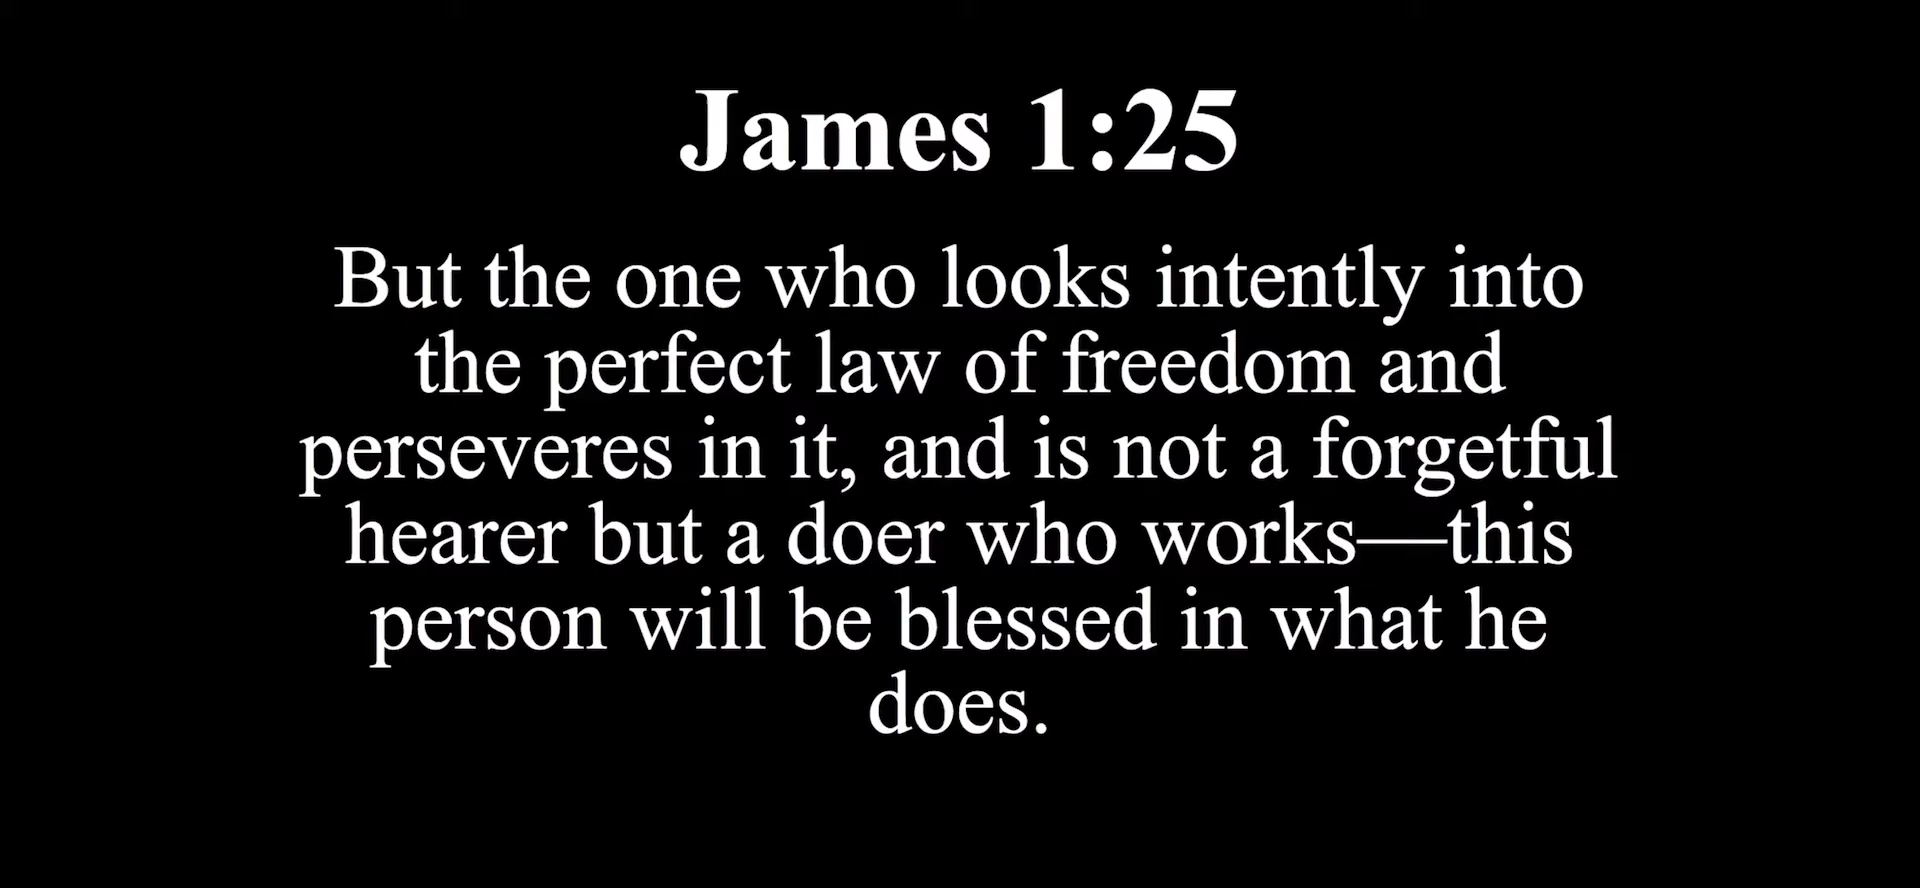 James 1:25
But the one who looks intently into
the perfect law of freedom and
perseveres in it, and is not a forgetful
hearer but a doer who works—this
person will be blessed in what he
does.